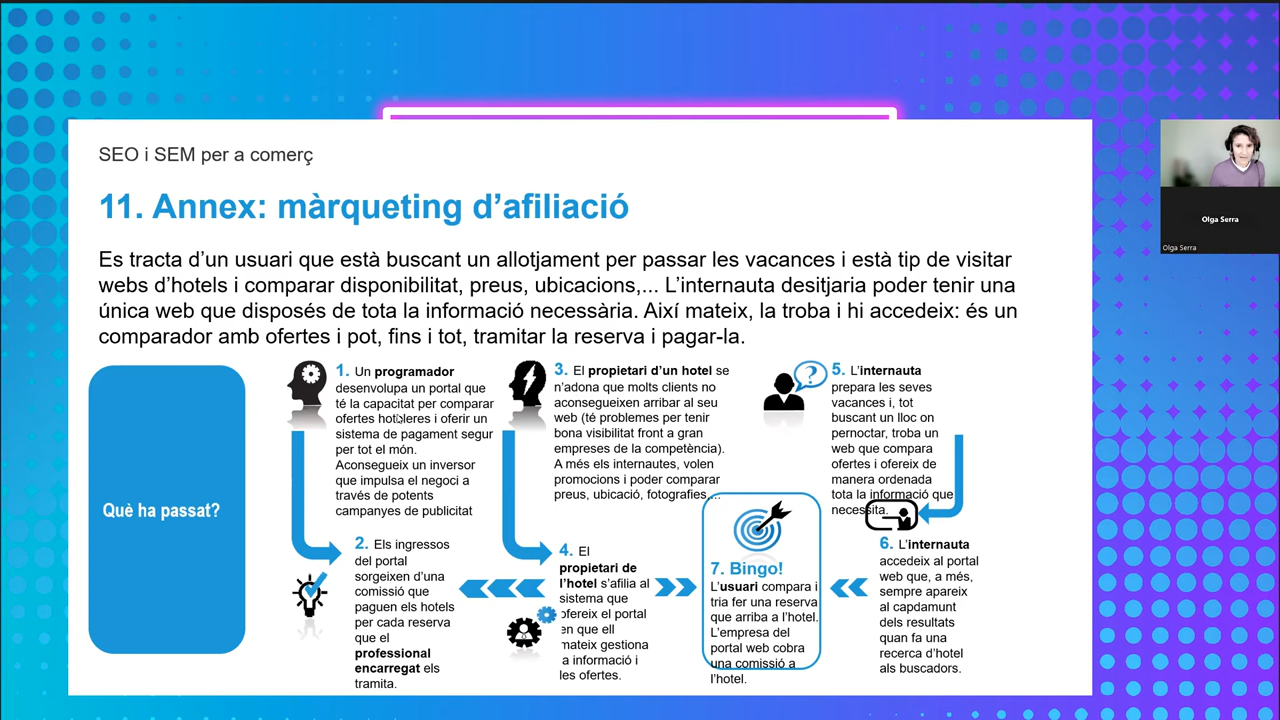 SEO i SEM per a comerç
11. Annex: màrqueting d’afiliació
Es tracta d’un usuari que està buscant un allotjament per passar les vacances i està tip de visitar
webs d’hotels i comparar disponibilitat, preus, ubicacions,... L’internauta desitjaria poder tenir una
única web que disposés de tota la informació necessària. Així mateix, la troba i hi accedeix: és un
comparador amb ofertes i pot, fins i tot, tramitar la reserva i pagar-la.
Què ha passat?
1. Un programador
desenvolupa un portal que
té la capacitat per comparar
ofertes hoteleres i oferir un
sistema de pagament segur
per tot el món.
Aconsegueix un inversor
que impulsa el negoci a
través de potents
campanyes de publicitat
2. Els ingressos
del portal
sorgeixen d’una
comissió que
paguen els hotels
per cada reserva
que el
professional
encarregat els
tramita.
3. El propietari d’un hotel se
n’adona que molts clients no
aconsegueixen arribar al seu
web (té problemes per tenir
bona visibilitat front a gran
empreses de la competència).
A més els internautes, volen
promocions i poder comparar
preus, ubicació, fotografies,...
4. El
propietari de
l’hotel s’afilia al
sistema que
ofereix el portal
en que ell
mateix gestiona
la informació i
les ofertes.
5. L’internauta
prepara les seves
vacances i, tot
buscant un lloc on
pernoctar, troba un
web que compara
ofertes i ofereix de
manera ordenada
tota la informació que
necessita.
6. L’internauta
accedeix al portal
web que, a més,
sempre apareix
al capdamunt
dels resultats
quan fa una
recerca d’hotel
als buscadors.
7. Bingo!
L’usuari compara i
tria fer una reserva
que arriba a l’hotel.
L’empresa del
portal web cobra
una comissió a
l’hotel.
Olga Serra
Olga Serra